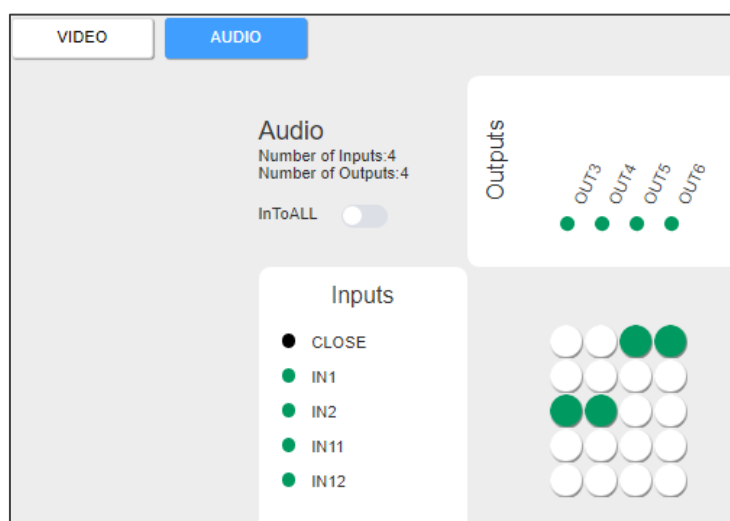 VIDEO
AUDIO
Audio
Number of Inputs:4
Number of Outputs:4
InToALL
Outputs
OUT3
OUT4
OUT5
OUT6
Inputs
CLOSE
IN1
IN2
IN11
IN12